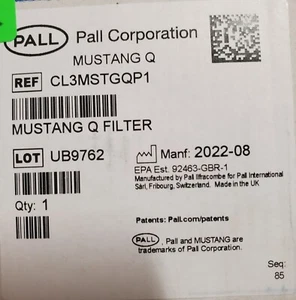 PALL Pall Corporation
MUSTANG Q
REF CL3MSTGQP1
MUSTANG Q FILTER
LOT UB9762 Manf: 2022-08
EPA Est. 92463-GBR-1
Manufactured by Pall Ilfracombe for Pall International
Sàrl, Fribourg, Switzerland. Made in the UK
Qty: 1
Patents: Pall.com/patents
PALL , Pall and MUSTANG are
trademarks of Pall Corporation.
Seq:
85